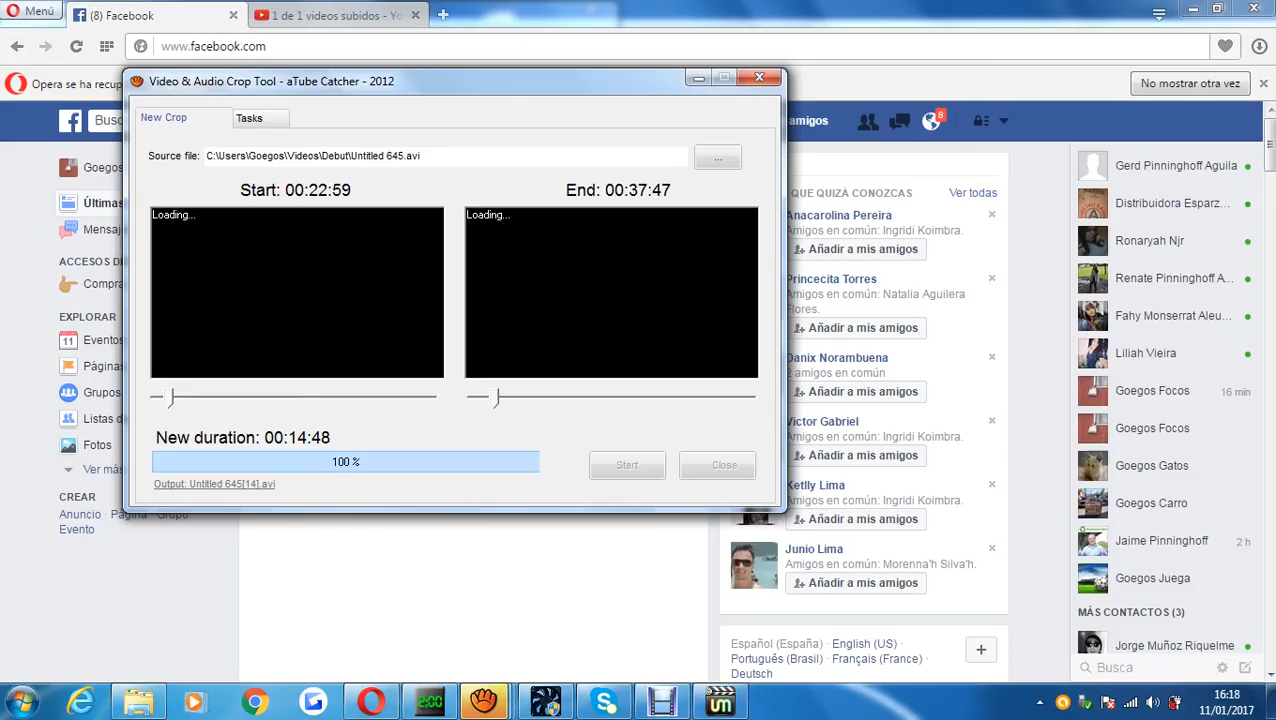 Menú
(8) Facebook
1 de 1 videos subidos - Yo
www.facebook.com
Opera se ha recup
No mostrar otra vez
Video & Audio Crop Tool - aTube Catcher - 2012
New Crop
Tasks
Source file: C:\Users\Goegos\Videos\Debut\Untitled 645.avi
...
Start: 00:22:59
End: 00:37:47
Loading...
Loading...
New duration: 00:14:48
100 %
Start
Close
Output: Untitled 645[14].avi
Busc
amigos
8
Goegos
Últimas
Mensaj
ACCESOS DI
Compra
EXPLORAR
11
Eventos
Páginas
Grupos
Listas d
Fotos
Ver más
CREAR
Anuncio · Página · Grupo
Evento
QUE QUIZÁ CONOZCAS
Ver todas
Anacarolina Pereira
Amigos en común: Ingridi Koimbra.
Añadir a mis amigos
Princecita Torres
Amigos en común: Natalia Aguilera
Flores.
Añadir a mis amigos
Danix Norambuena
2 amigos en común
Añadir a mis amigos
Victor Gabriel
Amigos en común: Ingridi Koimbra.
Añadir a mis amigos
Ketlly Lima
Amigos en común: Ingridi Koimbra.
Añadir a mis amigos
Junio Lima
Amigos en común: Morenna'h Silva'h.
Añadir a mis amigos
Español (España) · English (US) ·
Português (Brasil) · Français (France) ·
Deutsch
Gerd Pinninghoff Aguila
Distribuidora Esparz...
Ronaryah Njr
Renate Pinninghoff A...
Fahy Monserrat Aleu...
Liliah Vieira
Goegos Focos
16 min
Goegos Focos
Goegos Gatos
Goegos Carro
Jaime Pinninghoff
2 h
Goegos Juega
MÁS CONTACTOS (3)
Jorge Muñoz Riquelme
Busca
2:00
UM
16:18
11/01/2017